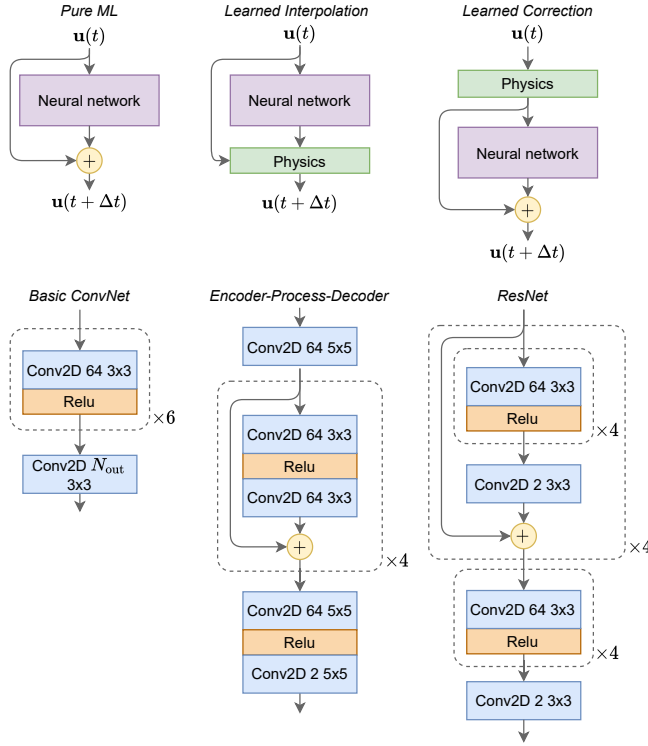 Pure ML
u(t)
Neural network
+
u(t + Δt)
Learned Interpolation
u(t)
Neural network
Physics
u(t + Δt)
Learned Correction
u(t)
Physics
Neural network
+
u(t + Δt)
Basic ConvNet
Conv2D 64 3x3
Relu
×6
Conv2D N_out
3x3
Encoder-Process-Decoder
Conv2D 64 5x5
Conv2D 64 3x3
Relu
Conv2D 64 3x3
+
×4
Conv2D 64 5x5
Relu
Conv2D 2 5x5
ResNet
Conv2D 64 3x3
Relu
×4
Conv2D 2 3x3
+
×4
Conv2D 64 3x3
Relu
×4
Conv2D 2 3x3